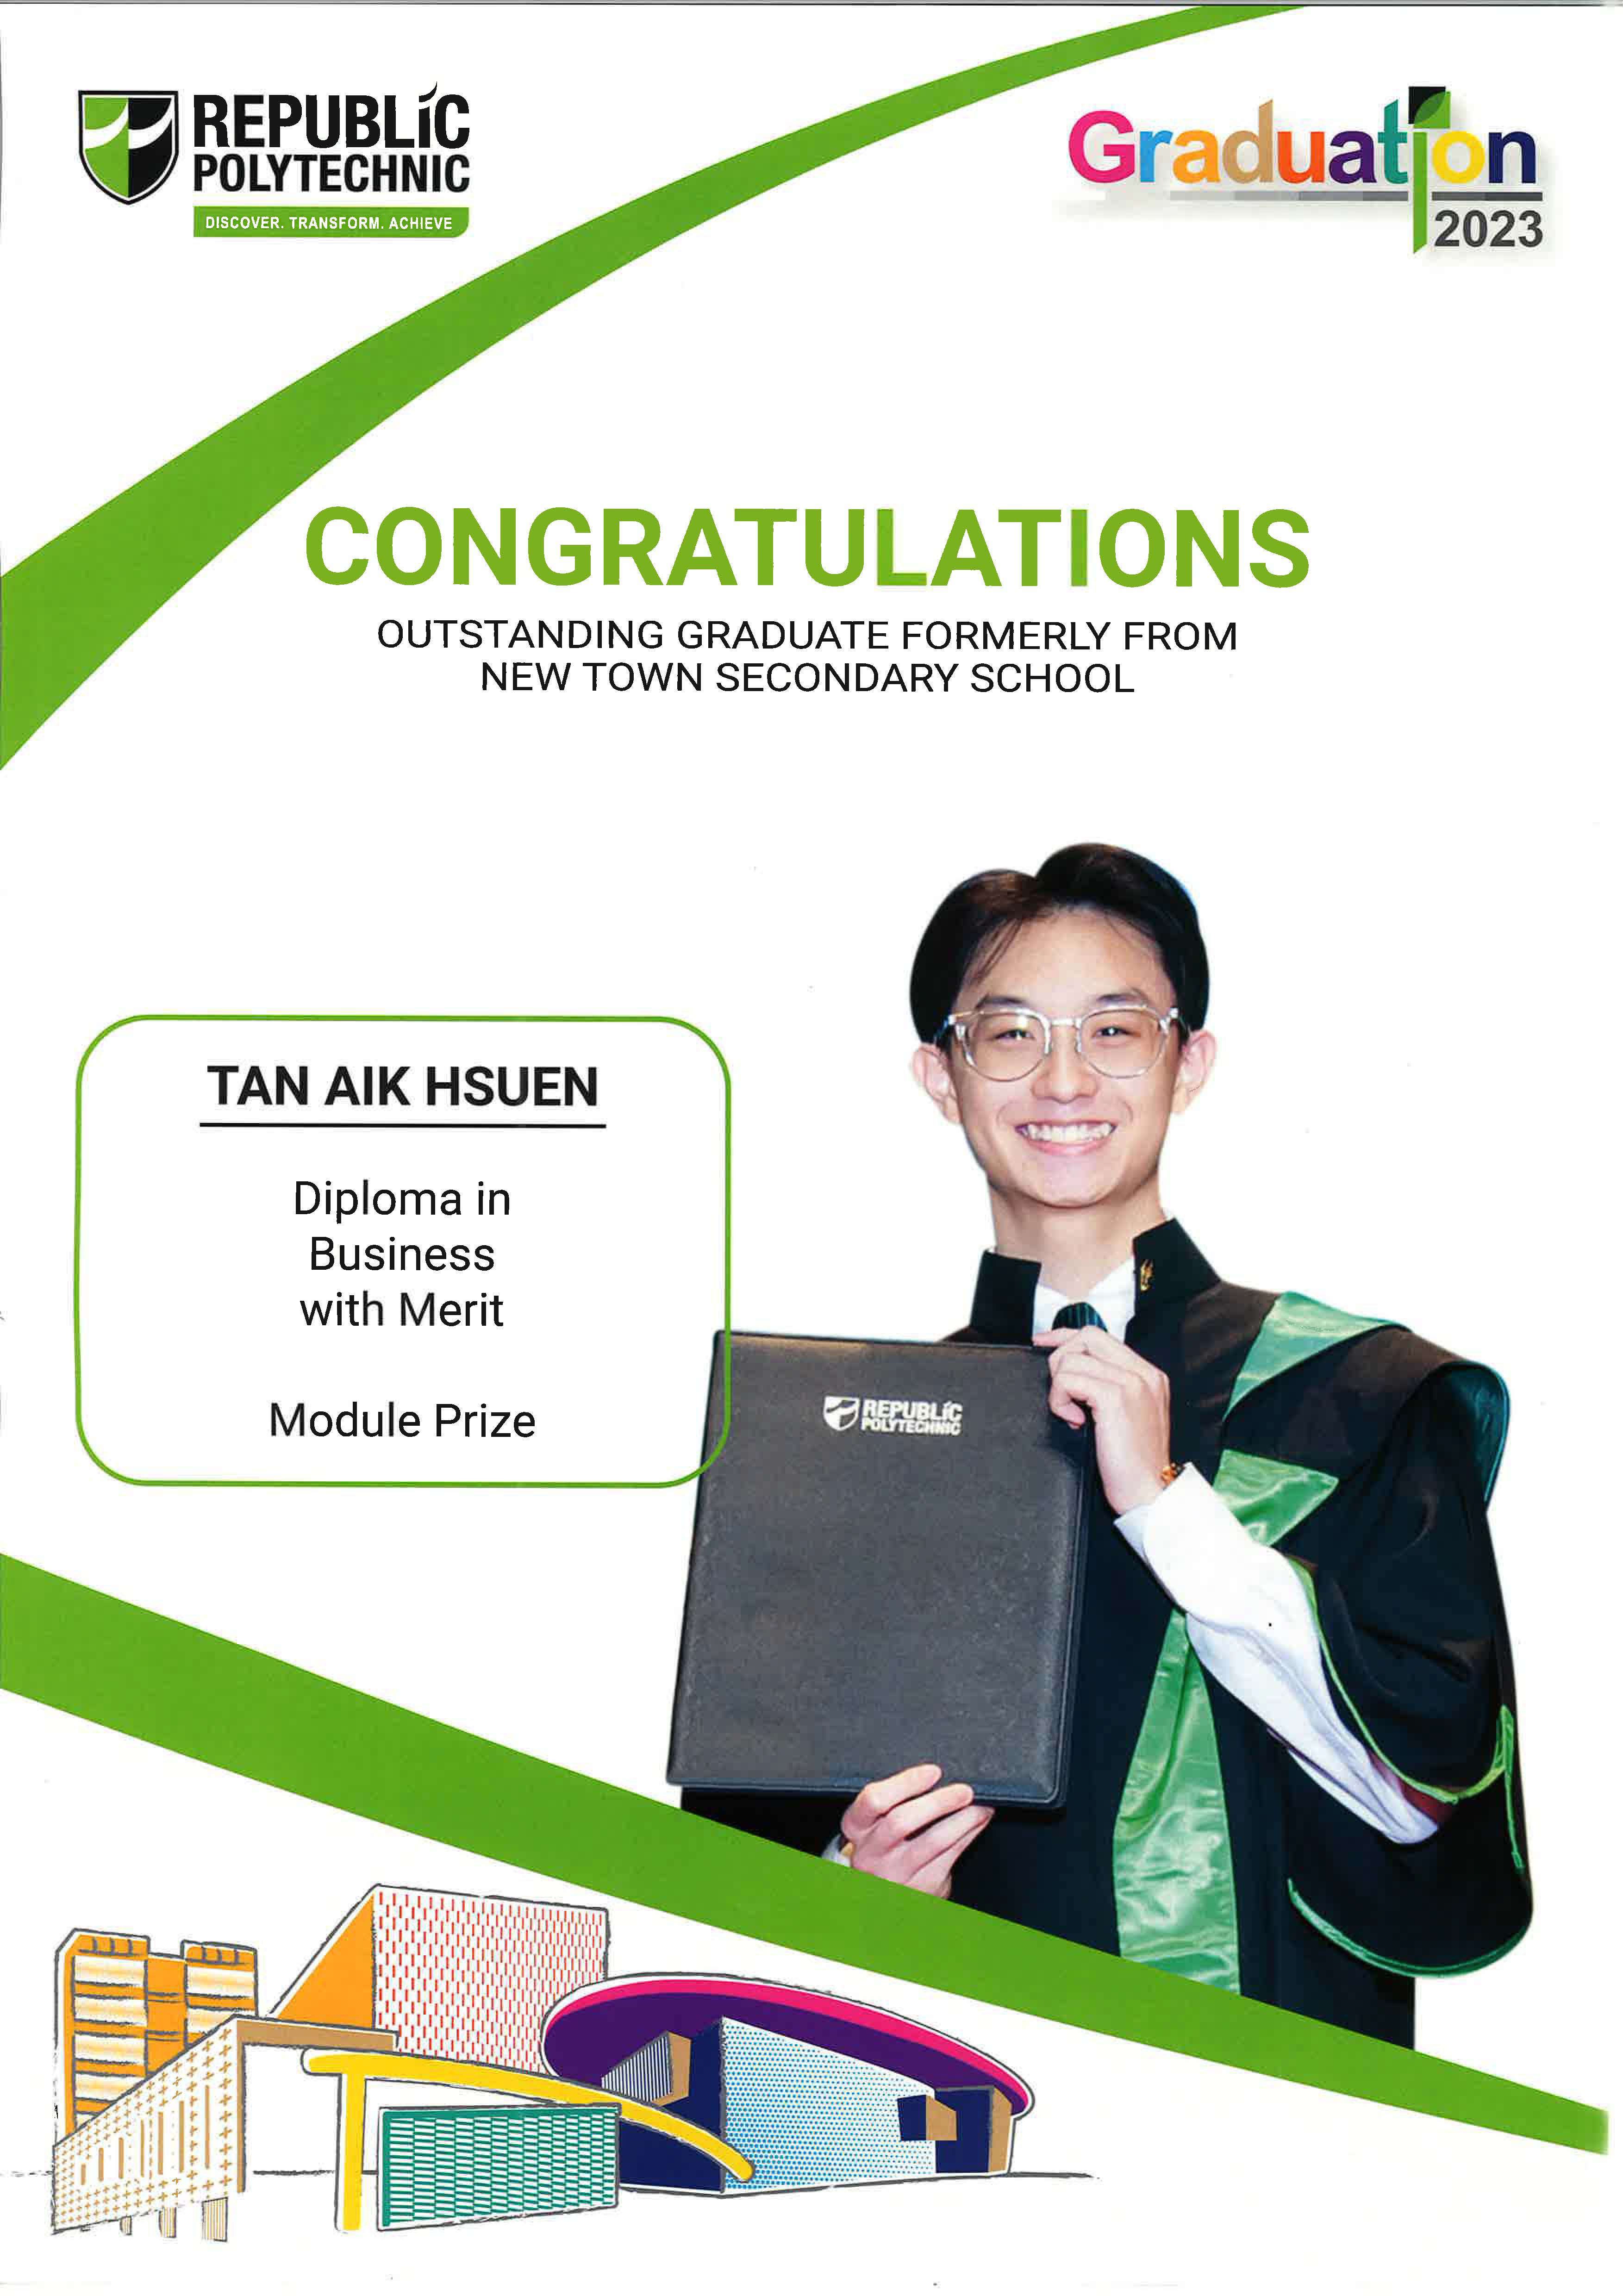 REPUBLIC
POLYTECHNIC
DISCOVER. TRANSFORM. ACHIEVE.
Graduation
2023
CONGRATULATIONS
OUTSTANDING GRADUATE FORMERLY FROM
NEW TOWN SECONDARY SCHOOL
TAN AIK HSUEN
Diploma in
Business
with Merit
Module Prize
REPUBLIC
POLYTECHNIC